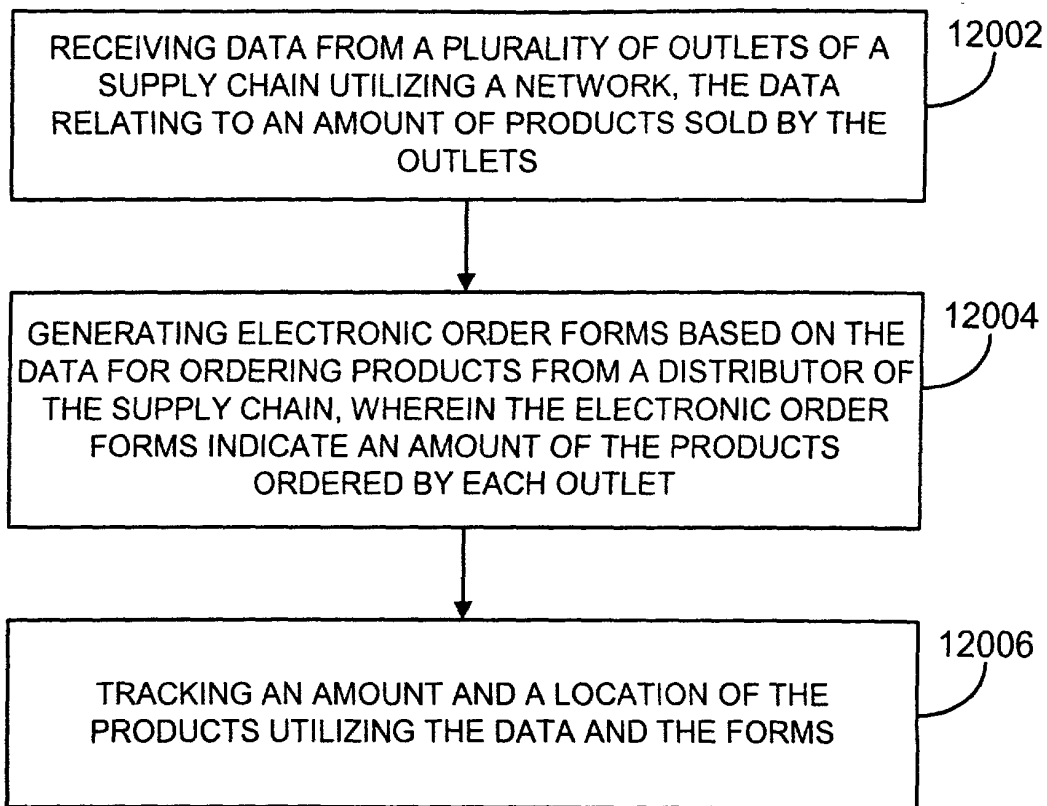 RECEIVING DATA FROM A PLURALITY OF OUTLETS OF A
SUPPLY CHAIN UTILIZING A NETWORK, THE DATA
RELATING TO AN AMOUNT OF PRODUCTS SOLD BY THE
OUTLETS
12002
GENERATING ELECTRONIC ORDER FORMS BASED ON THE
DATA FOR ORDERING PRODUCTS FROM A DISTRIBUTOR OF
THE SUPPLY CHAIN, WHEREIN THE ELECTRONIC ORDER
FORMS INDICATE AN AMOUNT OF THE PRODUCTS
ORDERED BY EACH OUTLET
12004
TRACKING AN AMOUNT AND A LOCATION OF THE
PRODUCTS UTILIZING THE DATA AND THE FORMS
12006